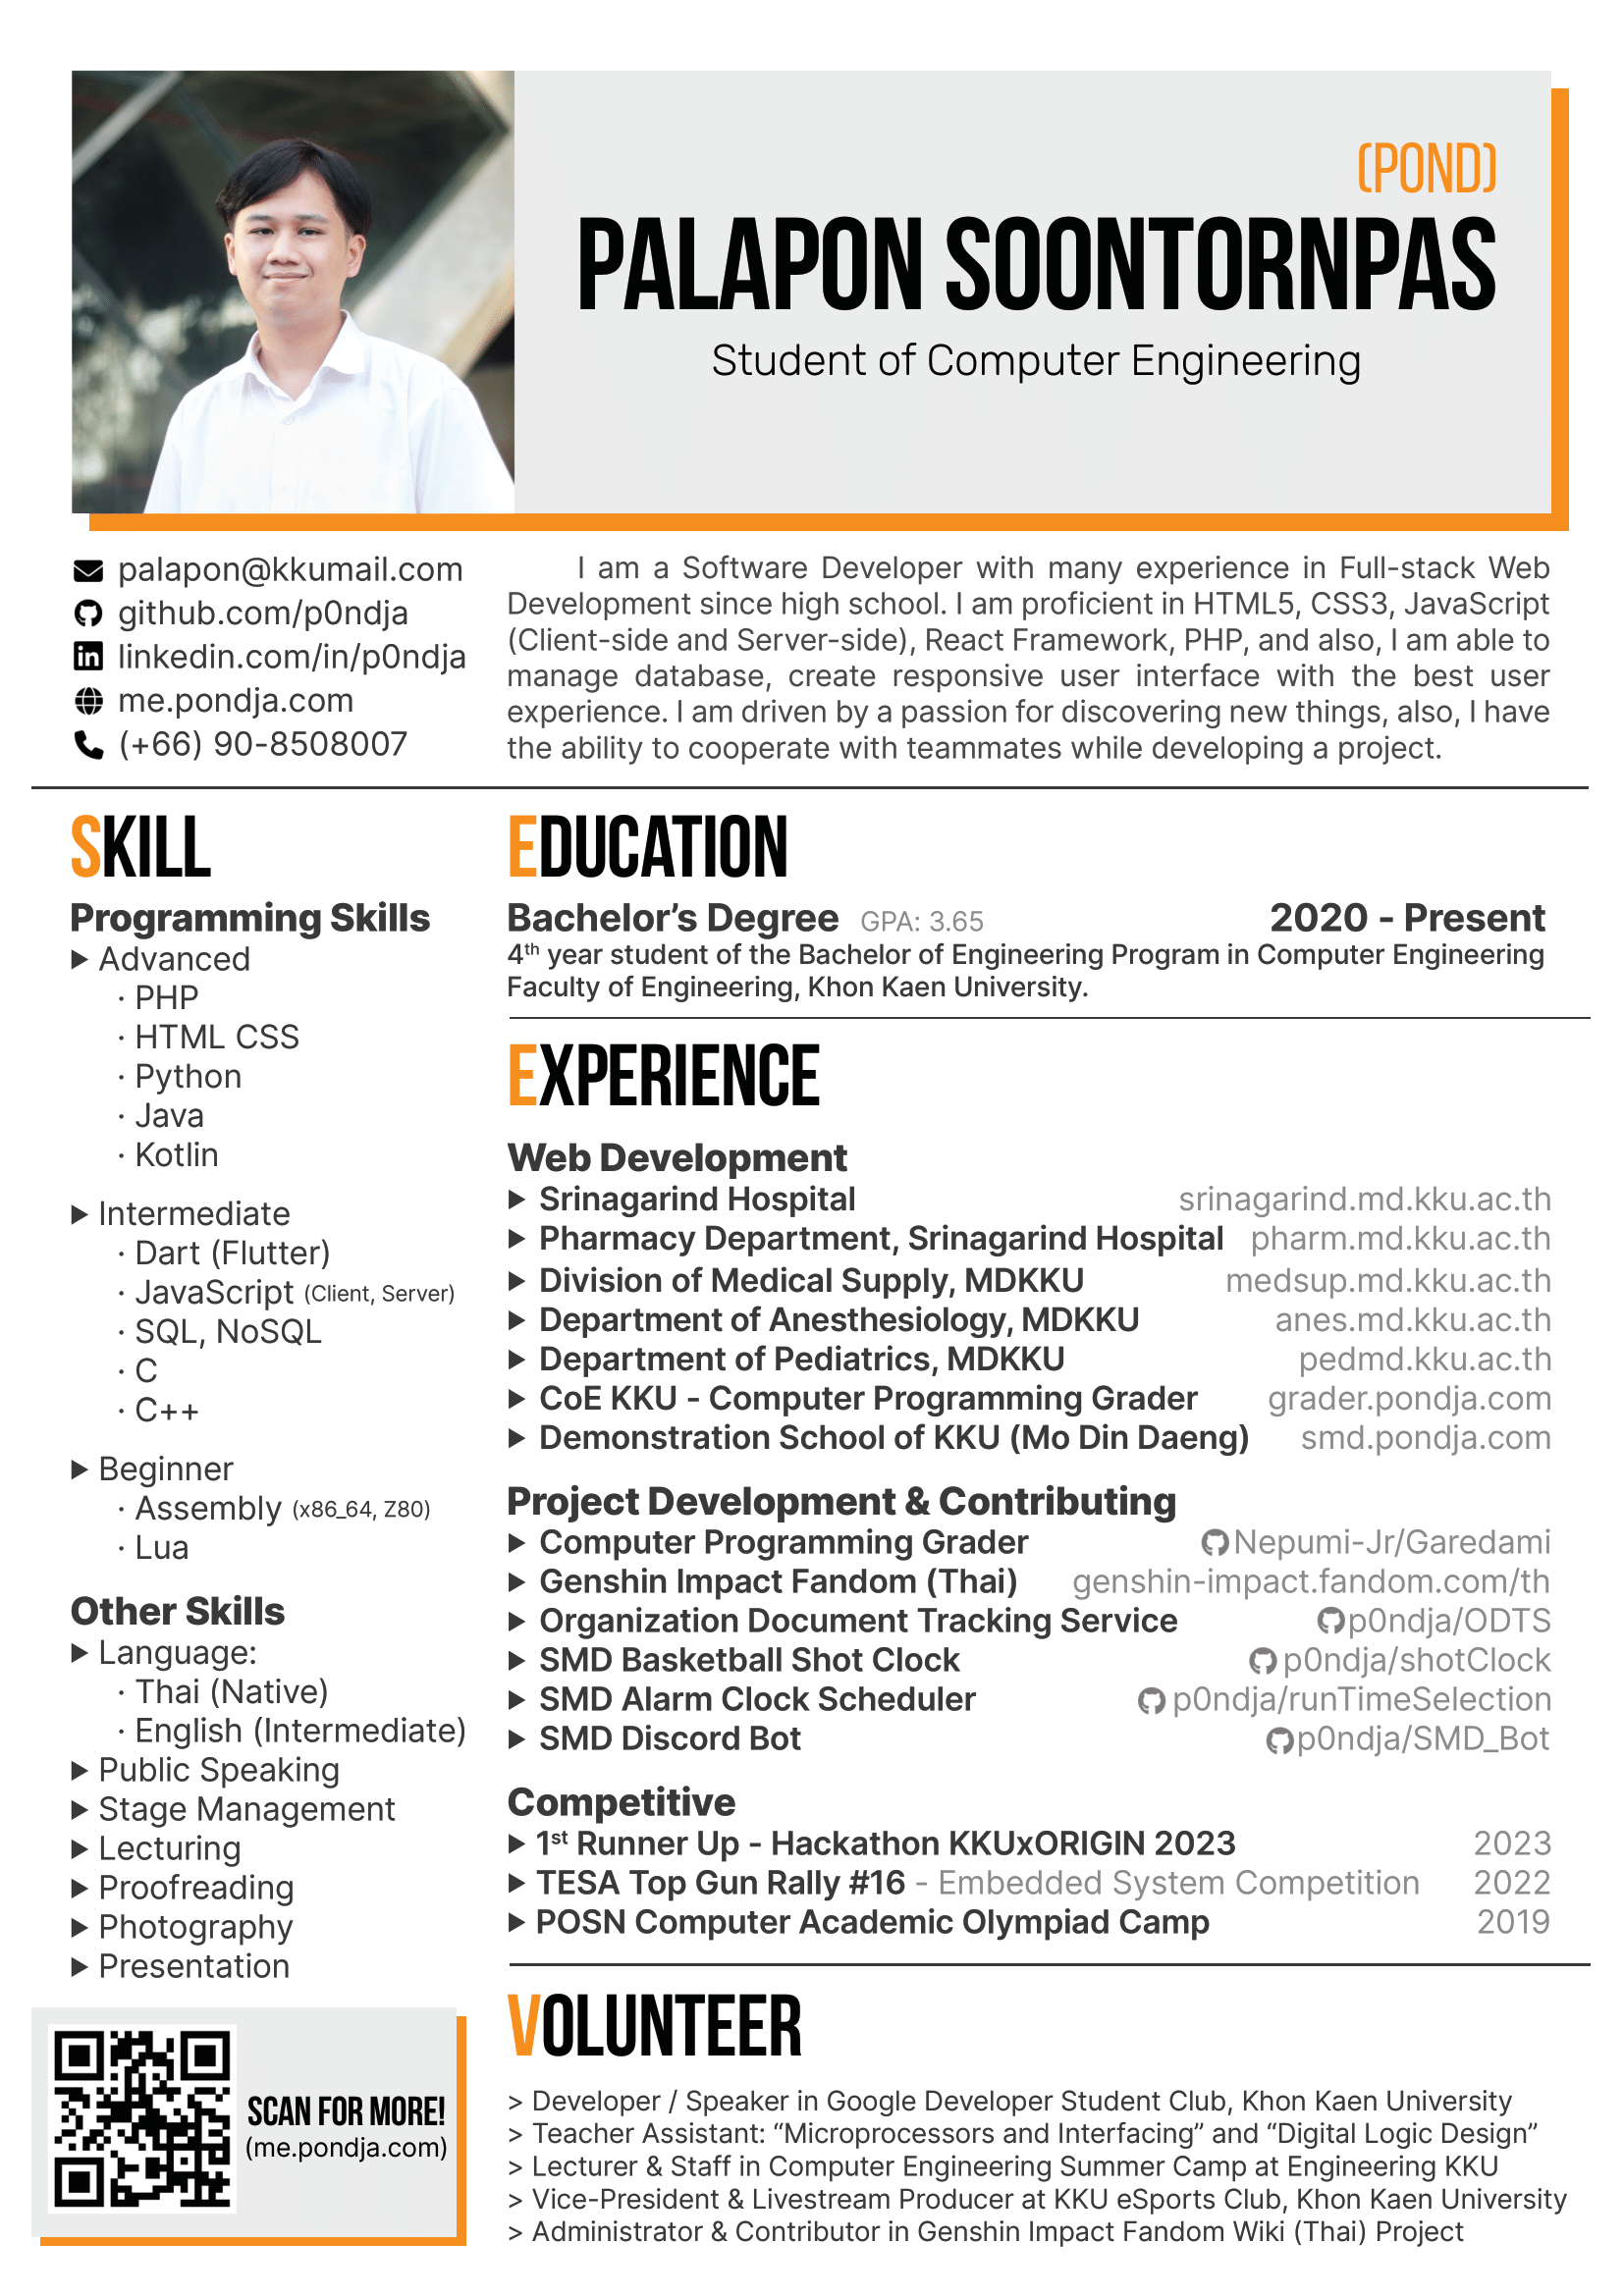 (POND)
PALAPON SOONTORNPAS
Student of Computer Engineering
palapon@kkumail.com
github.com/p0ndja
linkedin.com/in/p0ndja
me.pondja.com
(+66) 90-8508007
I am a Software Developer with many experience in Full-stack Web
Development since high school. I am proficient in HTML5, CSS3, JavaScript
(Client-side and Server-side), React Framework, PHP, and also, I am able to
manage database, create responsive user interface with the best user
experience. I am driven by a passion for discovering new things, also, I have
the ability to cooperate with teammates while developing a project.
SKILL
Programming Skills
▶ Advanced
· PHP
· HTML CSS
· Python
· Java
· Kotlin
▶ Intermediate
· Dart (Flutter)
· JavaScript (Client, Server)
· SQL, NoSQL
· C
· C++
▶ Beginner
· Assembly (x86_64, Z80)
· Lua
Other Skills
▶ Language:
· Thai (Native)
· English (Intermediate)
▶ Public Speaking
▶ Stage Management
▶ Lecturing
▶ Proofreading
▶ Photography
▶ Presentation
SCAN FOR MORE!
(me.pondja.com)
EDUCATION
Bachelor’s Degree GPA: 3.65 2020 - Present
4th year student of the Bachelor of Engineering Program in Computer Engineering
Faculty of Engineering, Khon Kaen University.
EXPERIENCE
Web Development
▶ Srinagarind Hospital srinagarind.md.kku.ac.th
▶ Pharmacy Department, Srinagarind Hospital pharm.md.kku.ac.th
▶ Division of Medical Supply, MDKKU medsup.md.kku.ac.th
▶ Department of Anesthesiology, MDKKU anes.md.kku.ac.th
▶ Department of Pediatrics, MDKKU pedmd.kku.ac.th
▶ CoE KKU - Computer Programming Grader grader.pondja.com
▶ Demonstration School of KKU (Mo Din Daeng) smd.pondja.com
Project Development & Contributing
▶ Computer Programming Grader Nepumi-Jr/Garedami
▶ Genshin Impact Fandom (Thai) genshin-impact.fandom.com/th
▶ Organization Document Tracking Service p0ndja/ODTS
▶ SMD Basketball Shot Clock p0ndja/shotClock
▶ SMD Alarm Clock Scheduler p0ndja/runTimeSelection
▶ SMD Discord Bot p0ndja/SMD_Bot
Competitive
▶ 1st Runner Up - Hackathon KKUxORIGIN 2023 2023
▶ TESA Top Gun Rally #16 - Embedded System Competition 2022
▶ POSN Computer Academic Olympiad Camp 2019
VOLUNTEER
> Developer / Speaker in Google Developer Student Club, Khon Kaen University
> Teacher Assistant: “Microprocessors and Interfacing” and “Digital Logic Design”
> Lecturer & Staff in Computer Engineering Summer Camp at Engineering KKU
> Vice-President & Livestream Producer at KKU eSports Club, Khon Kaen University
> Administrator & Contributor in Genshin Impact Fandom Wiki (Thai) Project